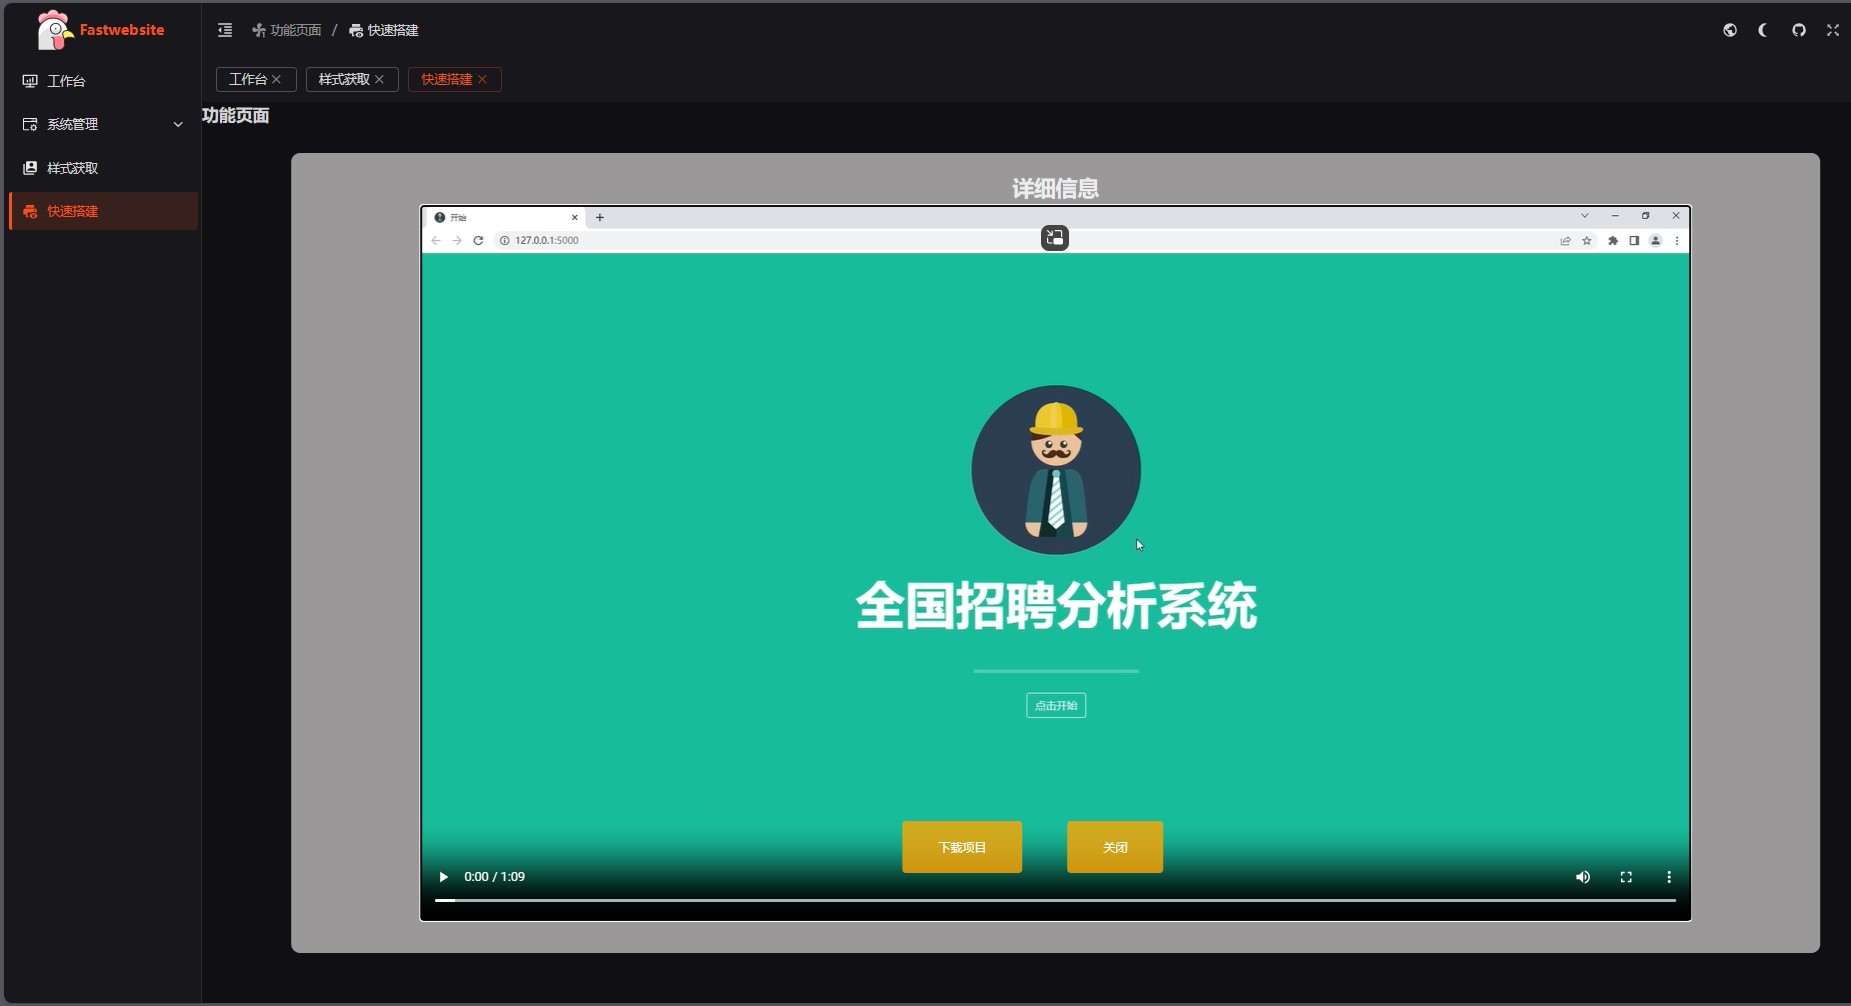 Fastwebsite
功能页面 / 快速搭建
工作台
系统管理
样式获取
快速搭建
工作台 样式获取 快速搭建
功能页面
详细信息
开始
127.0.0.1:5000
全国招聘分析系统
点击开始
下载项目 关闭
0:00 / 1:09